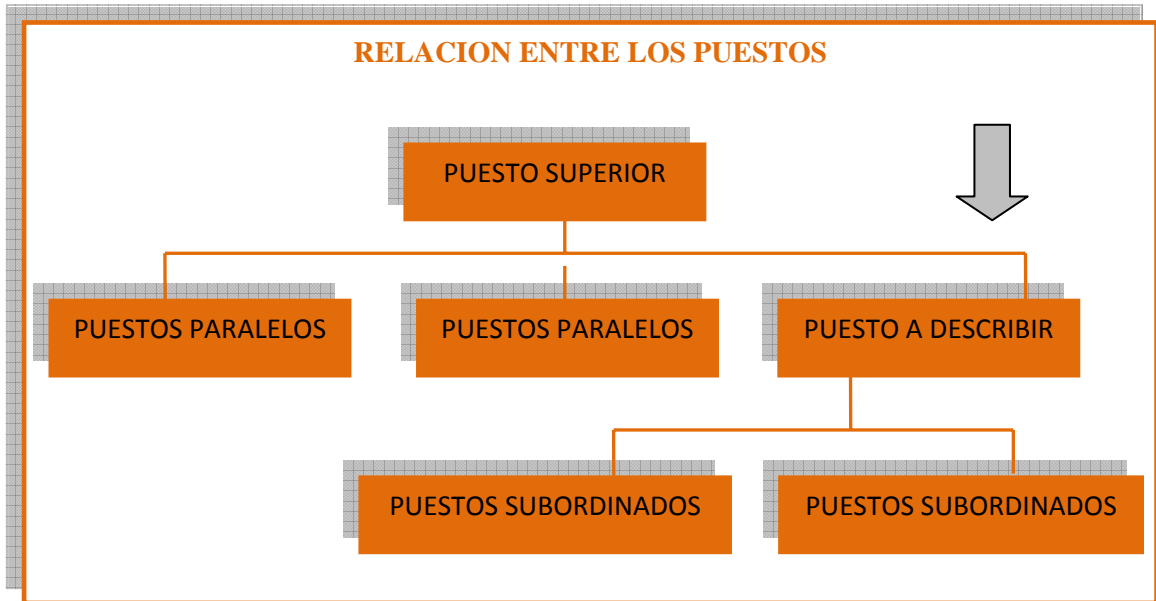 RELACION ENTRE LOS PUESTOS
PUESTO SUPERIOR
PUESTOS PARALELOS
PUESTOS PARALELOS
PUESTO A DESCRIBIR
PUESTOS SUBORDINADOS
PUESTOS SUBORDINADOS